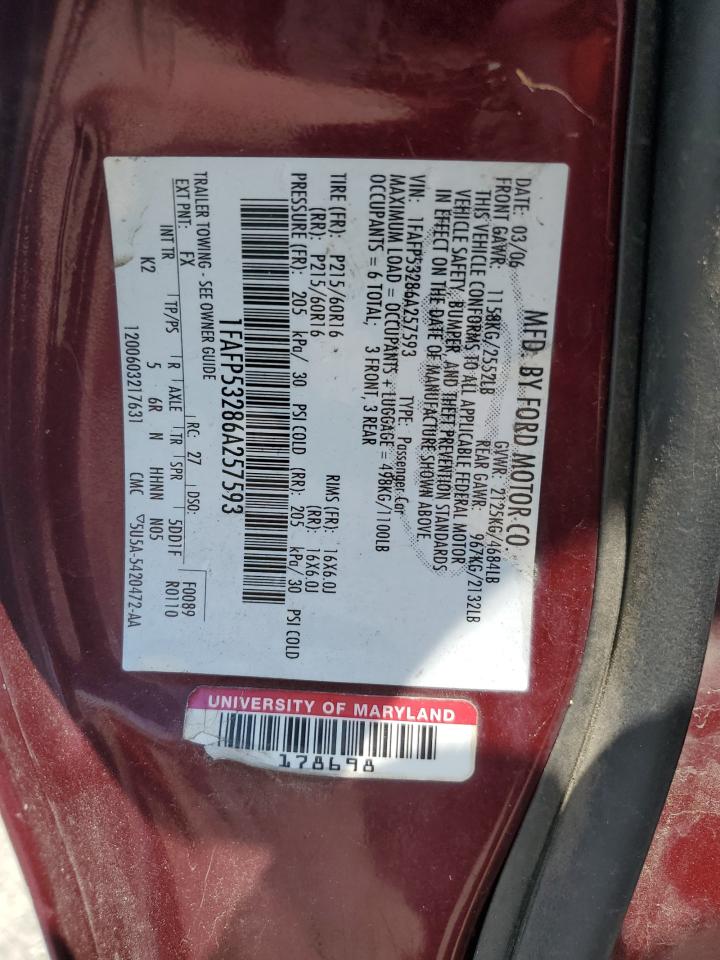 MFD. BY FORD MOTOR CO.
DATE: 03/06 GVWR: 2125KG/4684LB
FRONT GAWR: 1158KG/2552LB REAR GAWR: 967KG/2132LB
THIS VEHICLE CONFORMS TO ALL APPLICABLE FEDERAL MOTOR
VEHICLE SAFETY, BUMPER, AND THEFT PREVENTION STANDARDS
IN EFFECT ON THE DATE OF MANUFACTURE SHOWN ABOVE.
VIN: 1FAFP53286A257593 TYPE: Passenger Car
MAXIMUM LOAD = OCCUPANTS + LUGGAGE = 498KG/1100LB
OCCUPANTS = 6 TOTAL; 3 FRONT, 3 REAR
TIRE (FR): P215/60R16 RIMS (FR): 16X6.0J
(RR): P215/60R16 (RR): 16X6.0J
PRESSURE (FR): 205 kPa/ 30 PSI COLD (RR): 205 kPa/ 30 PSI COLD
1FAFP53286A257593
TRAILER TOWING - SEE OWNER GUIDE
EXT PNT: FX RC: 27 DSO: F0089
INT TR TP/PS R AXLE TR SPR 5DD1F R0110
K2 5 6R N HHNN N05
1200603217631 CMC ▽5U5A-5420472-AA
UNIVERSITY OF MARYLAND
178698